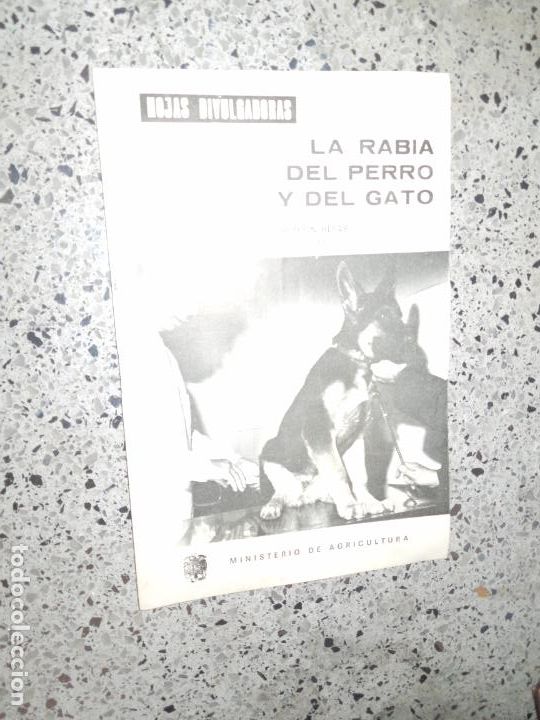 HOJAS DIVULGADORAS
LA RABIA
DEL PERRO
Y DEL GATO
MINISTERIO DE AGRICULTURA
todocoleccion